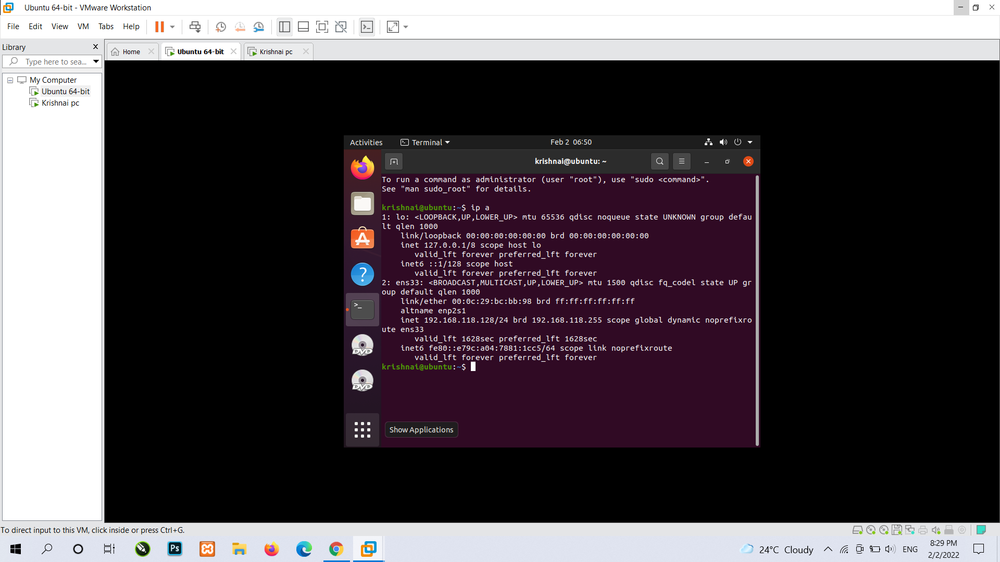 Ubuntu 64-bit - VMware Workstation
File Edit View VM Tabs Help
Library
Type here to sea...
Home
Ubuntu 64-bit
Krishnai pc
My Computer
Ubuntu 64-bit
Krishnai pc
Activities
Terminal
Feb 2 06:50
krishnai@ubuntu: ~
To run a command as administrator (user "root"), use "sudo <command>".
See "man sudo_root" for details.
krishnai@ubuntu:~$ ip a
1: lo: <LOOPBACK,UP,LOWER_UP> mtu 65536 qdisc noqueue state UNKNOWN group defau
lt qlen 1000
link/loopback 00:00:00:00:00:00 brd 00:00:00:00:00:00
inet 127.0.0.1/8 scope host lo
valid_lft forever preferred_lft forever
inet6 ::1/128 scope host
valid_lft forever preferred_lft forever
2: ens33: <BROADCAST,MULTICAST,UP,LOWER_UP> mtu 1500 qdisc fq_codel state UP gr
oup default qlen 1000
link/ether 00:0c:29:bc:bb:98 brd ff:ff:ff:ff:ff:ff
altname enp2s1
inet 192.168.118.128/24 brd 192.168.118.255 scope global dynamic noprefixro
ute ens33
valid_lft 1628sec preferred_lft 1628sec
inet6 fe80::e79c:a04:7881:1cc5/64 scope link noprefixroute
valid_lft forever preferred_lft forever
krishnai@ubuntu:~$
DVD
DVD
Show Applications
To direct input to this VM, click inside or press Ctrl+G.
Ps
24°C Cloudy
ENG
8:29 PM
2/2/2022